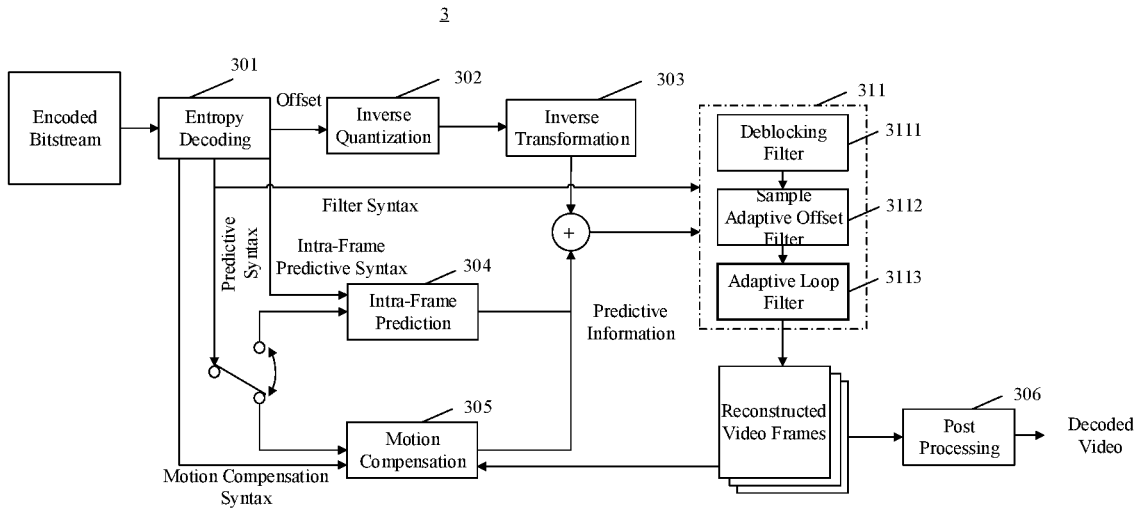 3
301
302
303
311
Encoded
Bitstream
Entropy
Decoding
Offset
Inverse
Quantization
Inverse
Transformation
Deblocking
Filter
3111
Sample
Adaptive Offset
Filter
3112
Adaptive Loop
Filter
3113
Filter Syntax
+
Predictive
Syntax
Intra-Frame
Predictive Syntax
304
Intra-Frame
Prediction
Predictive
Information
305
Motion
Compensation
Motion Compensation
Syntax
Reconstructed
Video Frames
306
Post
Processing
Decoded
Video